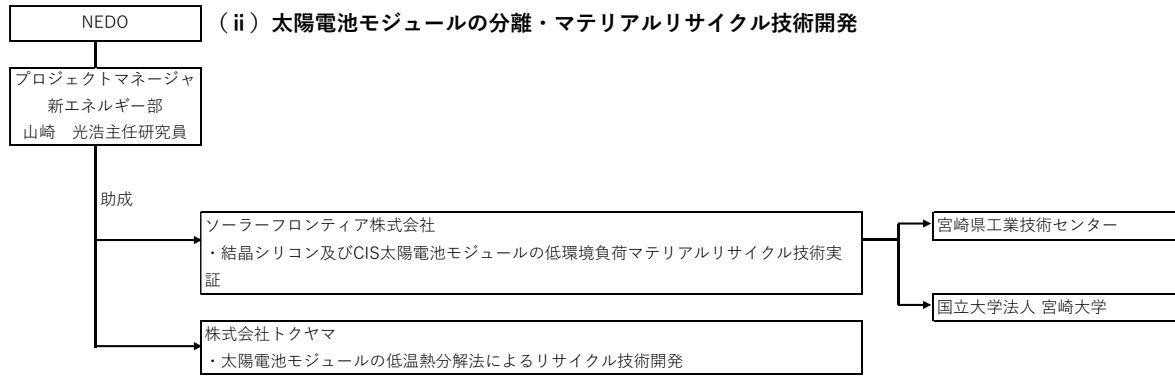 NEDO
（ⅱ）太陽電池モジュールの分離・マテリアルリサイクル技術開発
プロジェクトマネージャ
新エネルギー部
山崎　光浩主任研究員
助成
ソーラーフロンティア株式会社
・結晶シリコン及びCIS太陽電池モジュールの低環境負荷マテリアルリサイクル技術実
証
宮崎県工業技術センター
国立大学法人 宮崎大学
株式会社トクヤマ
・太陽電池モジュールの低温熱分解法によるリサイクル技術開発